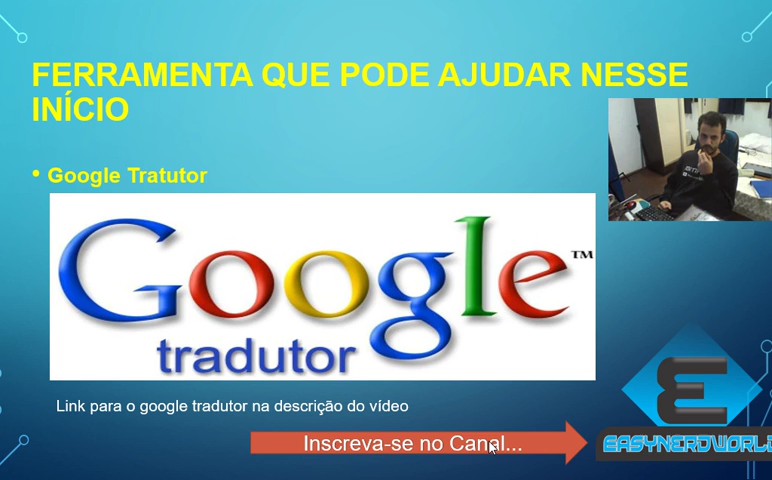 FERRAMENTA QUE PODE AJUDAR NESSE
INÍCIO
• Google Tratutor
Google™
tradutor
Link para o google tradutor na descrição do vídeo
Inscreva-se no Canal...
E
EASYNERDWORLD